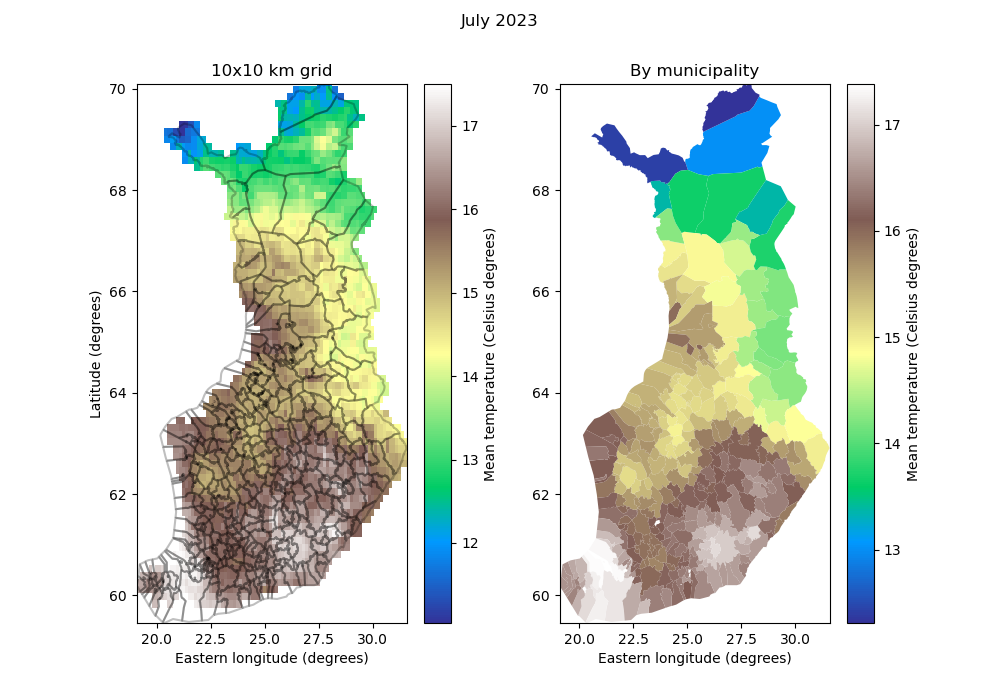 July 2023
10x10 km grid
By municipality
70
68
66
64
62
60
Latitude (degrees)
20.0 22.5 25.0 27.5 30.0
Eastern longitude (degrees)
17
16
15
14
13
12
Mean temperature (Celsius degrees)
70
68
66
64
62
60
20.0 22.5 25.0 27.5 30.0
Eastern longitude (degrees)
17
16
15
14
13
Mean temperature (Celsius degrees)